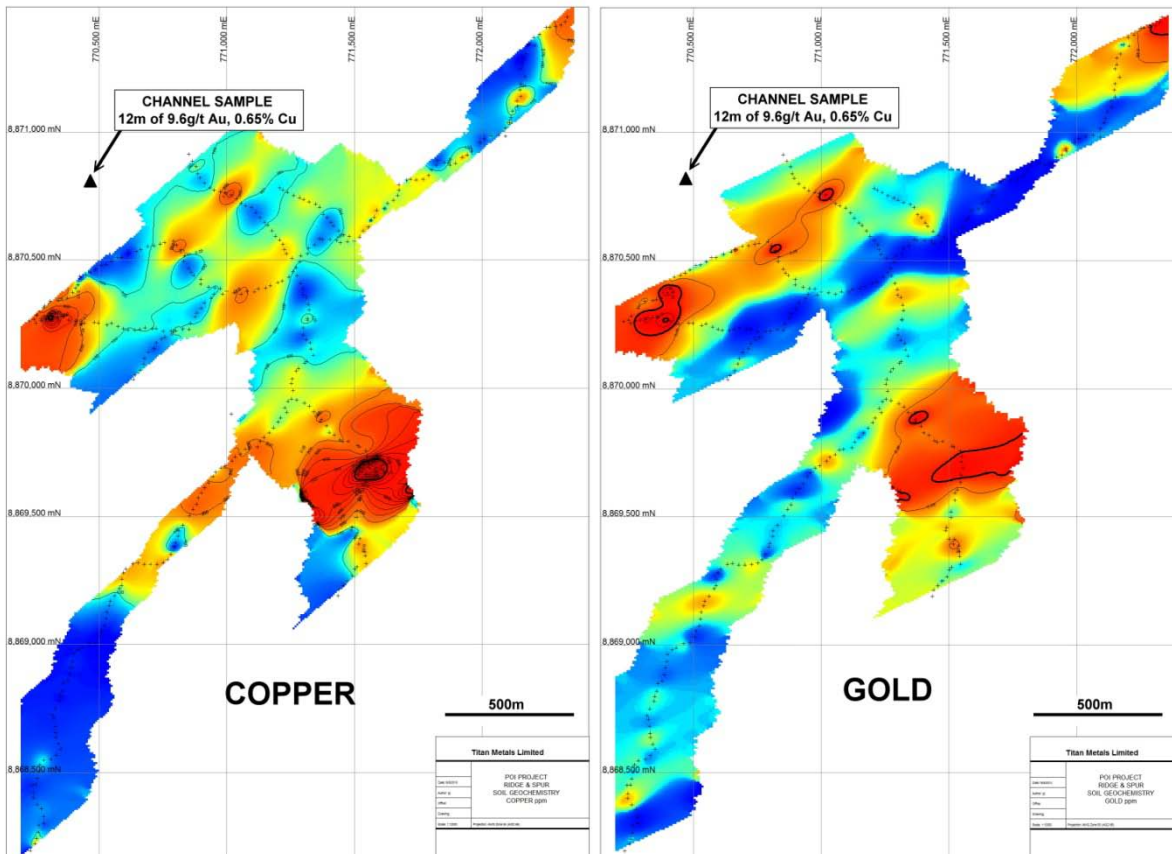 770,500 mE
771,000 mE
771,500 mE
772,000 mE
CHANNEL SAMPLE
12m of 9.6g/t Au, 0.65% Cu
8,871,000 mN
8,870,500 mN
8,870,000 mN
8,869,500 mN
8,869,000 mN
8,868,500 mN
COPPER
500m
Titan Metals Limited
POI PROJECT
RIDGE & SPUR
SOIL GEOCHEMISTRY
COPPER ppm
770,500 mE
771,000 mE
771,500 mE
772,000 mE
CHANNEL SAMPLE
12m of 9.6g/t Au, 0.65% Cu
8,871,000 mN
8,870,500 mN
8,870,000 mN
8,869,500 mN
8,869,000 mN
8,868,500 mN
GOLD
500m
Titan Metals Limited
POI PROJECT
RIDGE & SPUR
SOIL GEOCHEMISTRY
GOLD ppm